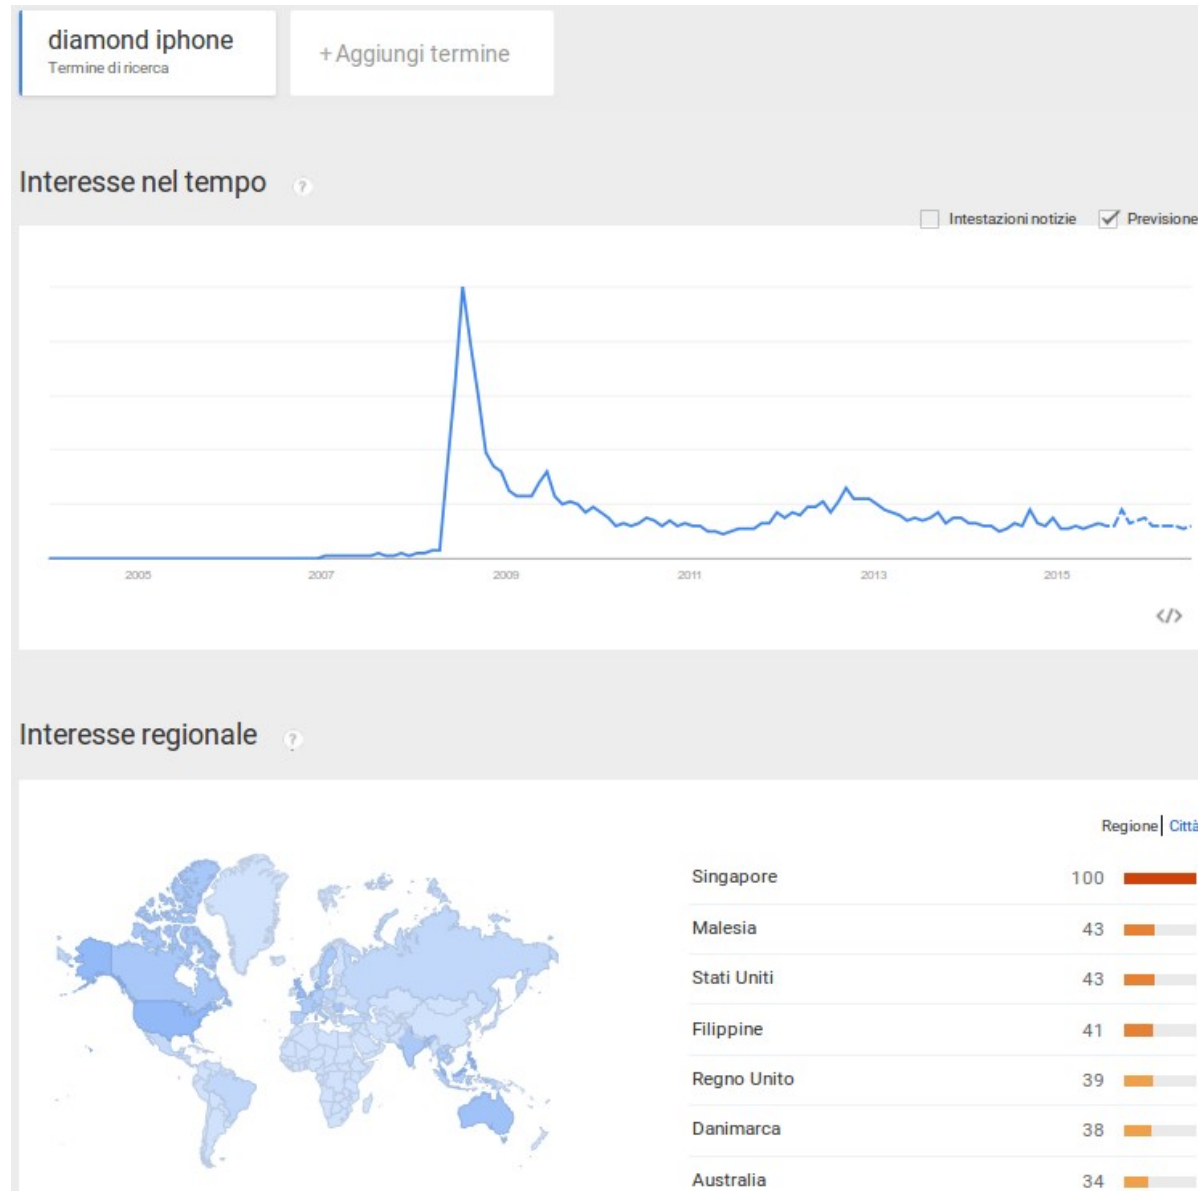 diamond iphone
Termine di ricerca
+ Aggiungi termine
Interesse nel tempo ?
Intestazioni notizie Previsione
2005 2007 2009 2011 2013 2015
</>
Interesse regionale ?
Regione | Città
Singapore 100
Malesia 43
Stati Uniti 43
Filippine 41
Regno Unito 39
Danimarca 38
Australia 34